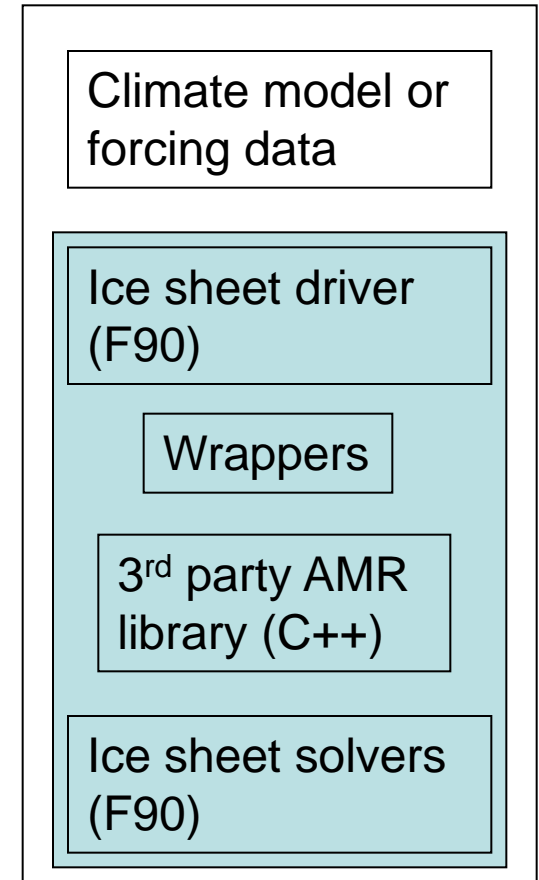 Climate model or
forcing data
Ice sheet driver
(F90)
Wrappers
3rd party AMR
library (C++)
Ice sheet solvers
(F90)